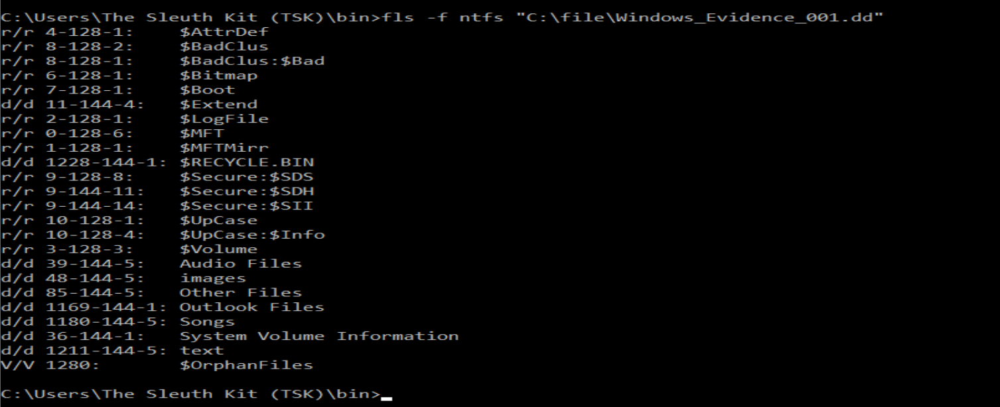 C:\Users\The Sleuth Kit (TSK)\bin>fls -f ntfs "C:\file\Windows_Evidence_001.dd"
r/r 4-128-1:    $AttrDef
r/r 8-128-2:    $BadClus
r/r 8-128-1:    $BadClus:$Bad
r/r 6-128-1:    $Bitmap
r/r 7-128-1:    $Boot
d/d 11-144-4:   $Extend
r/r 2-128-1:    $LogFile
r/r 0-128-6:    $MFT
r/r 1-128-1:    $MFTMirr
d/d 1228-144-1: $RECYCLE.BIN
r/r 9-128-8:    $Secure:$SDS
r/r 9-144-11:   $Secure:$SDH
r/r 9-144-14:   $Secure:$SII
r/r 10-128-1:   $UpCase
r/r 10-128-4:   $UpCase:$Info
r/r 3-128-3:    $Volume
d/d 39-144-5:   Audio Files
d/d 48-144-5:   images
d/d 85-144-5:   Other Files
d/d 1169-144-1: Outlook Files
d/d 1180-144-5: Songs
d/d 36-144-1:   System Volume Information
d/d 1211-144-5: text
V/V 1280:       $OrphanFiles
C:\Users\The Sleuth Kit (TSK)\bin>